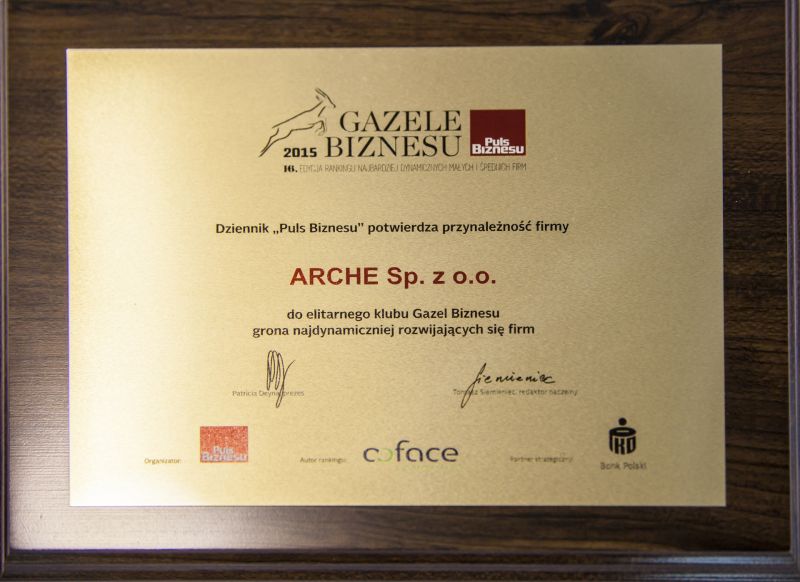 GAZELE
2015 BIZNESU
Puls
Biznesu
16. EDYCJA RANKINGU NAJBARDZIEJ DYNAMICZNYCH MAŁYCH I ŚREDNICH FIRM
Dziennik „Puls Biznesu” potwierdza przynależność firmy
ARCHE Sp. z o.o.
do elitarnego klubu Gazel Biznesu
grona najdynamiczniej rozwijających się firm
Patricia Deyna, prezes
Tomasz Siemieniec, redaktor naczelny
Organizator:
Puls
Biznesu
Autor rankingu:
coface
Partner strategiczny:
PKO
Bank Polski